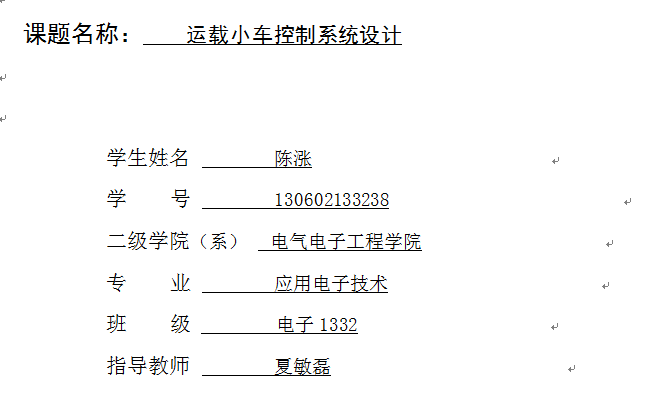 课题名称： 运载小车控制系统设计
学生姓名 陈涨
学 号 130602133238
二级学院（系） 电气电子工程学院
专 业 应用电子技术
班 级 电子1332
指导教师 夏敏磊